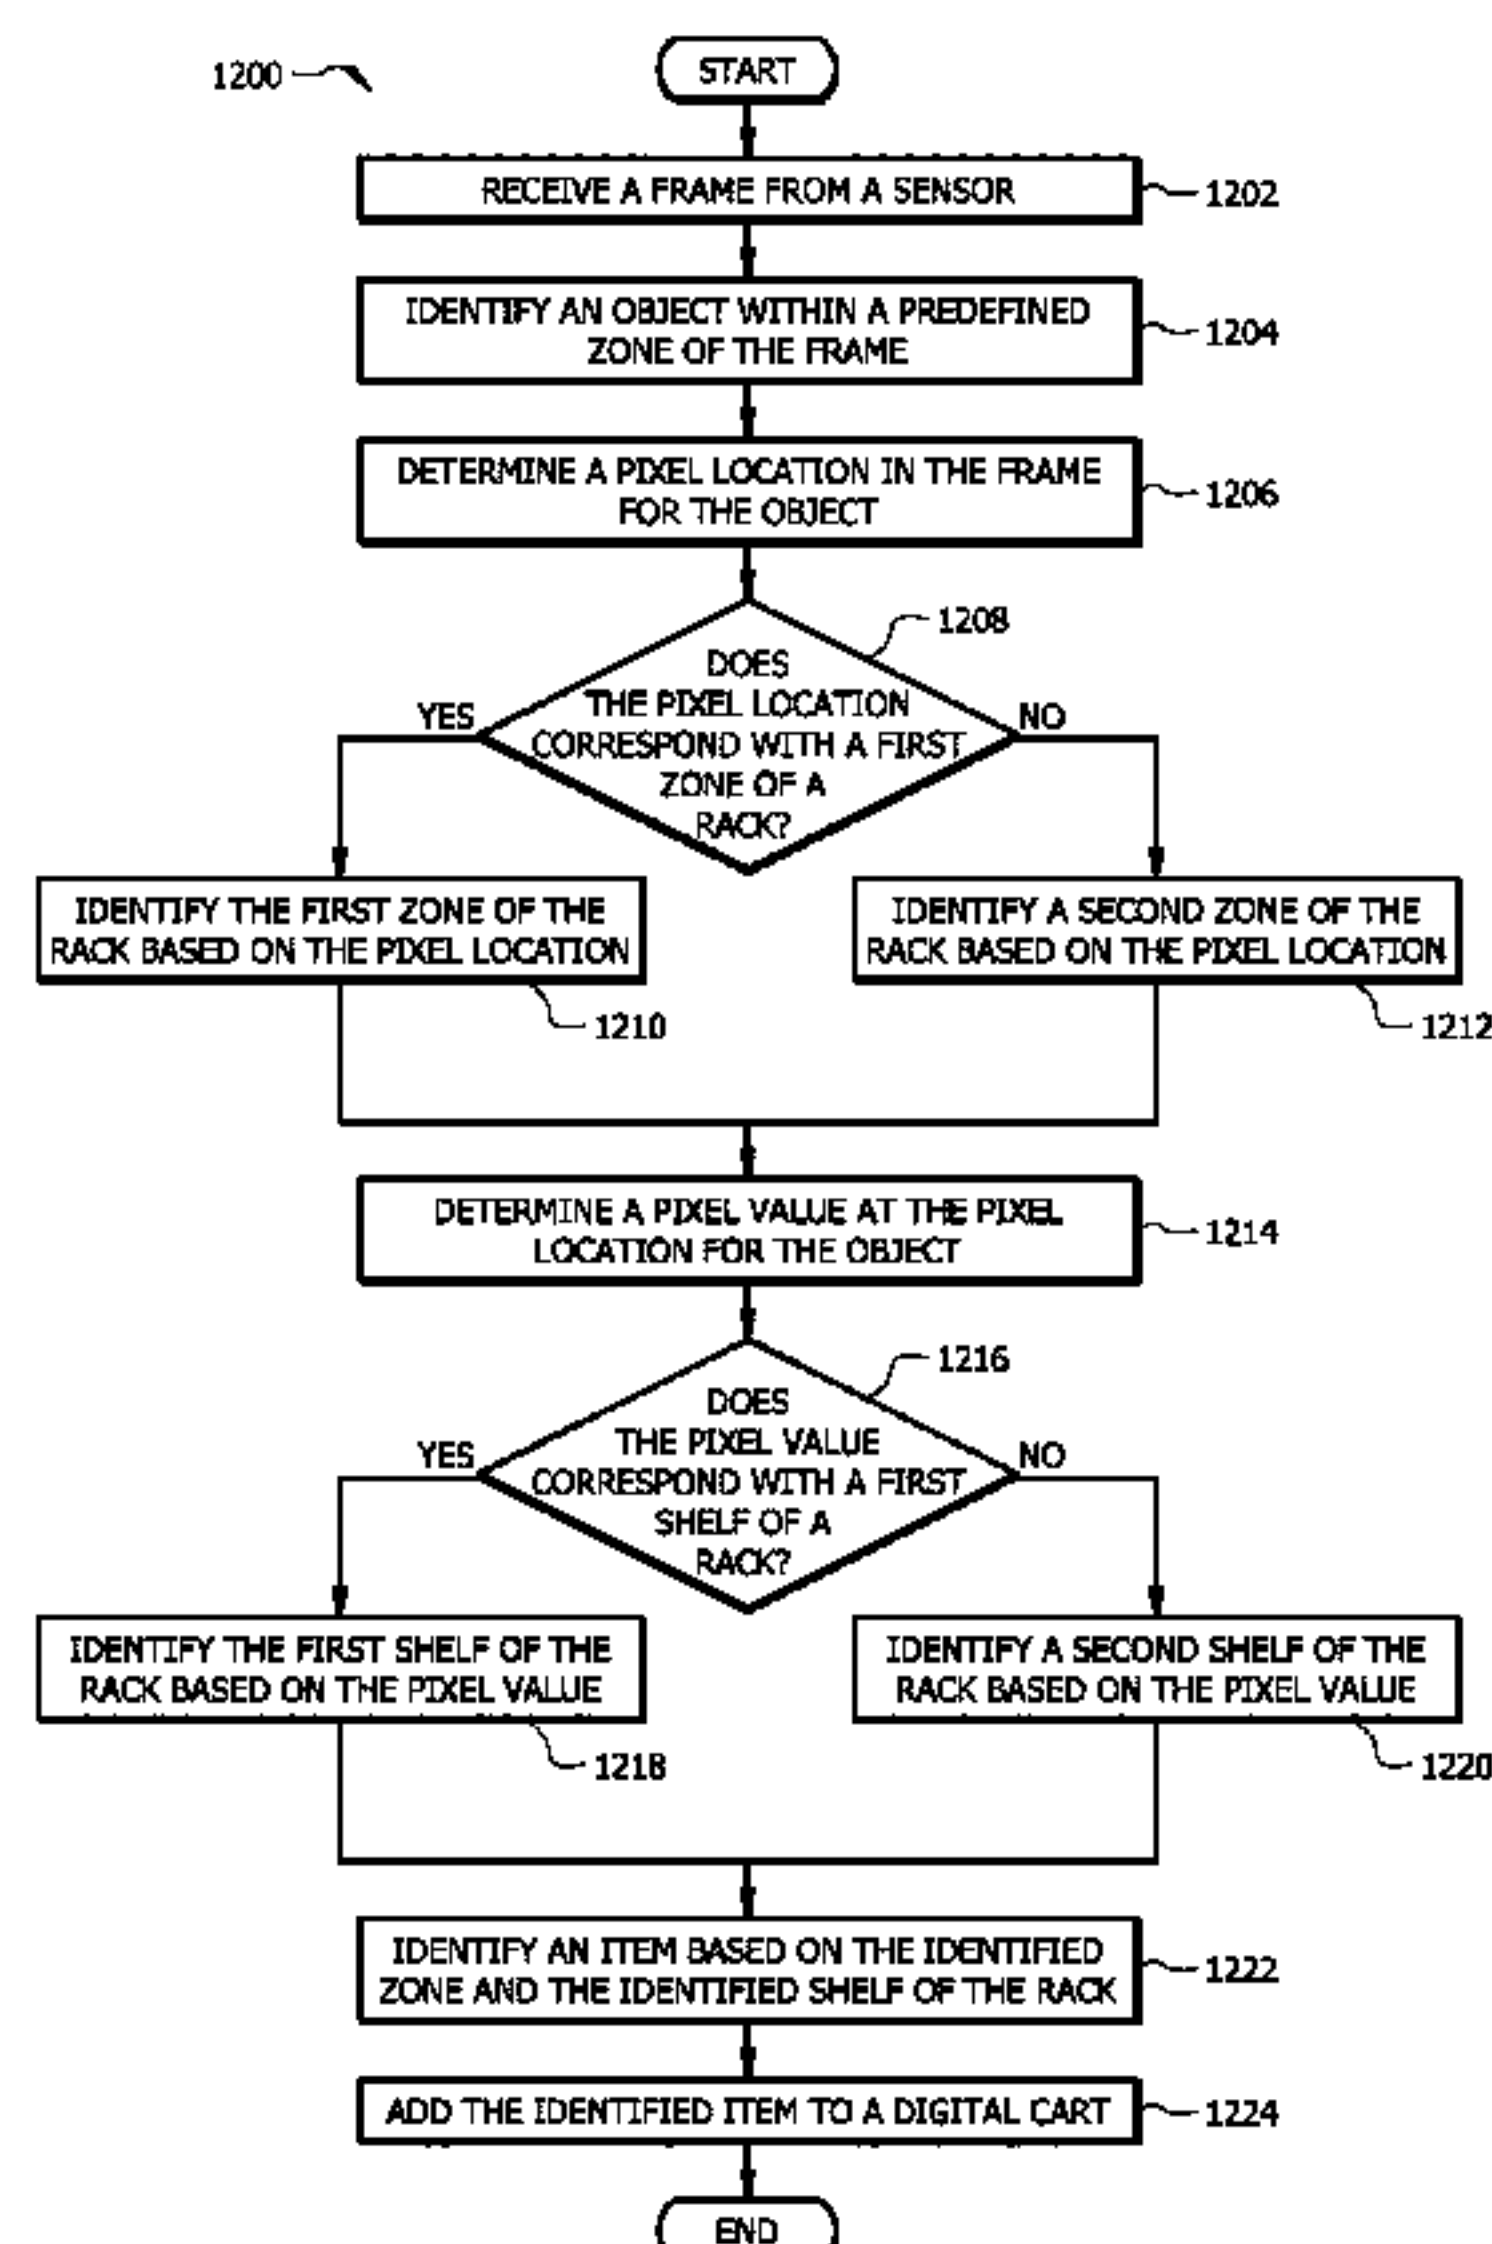 1200
START
RECEIVE A FRAME FROM A SENSOR
1202
IDENTIFY AN OBJECT WITHIN A PREDEFINED
ZONE OF THE FRAME
1204
DETERMINE A PIXEL LOCATION IN THE FRAME
FOR THE OBJECT
1206
1208
DOES
THE PIXEL LOCATION
CORRESPOND WITH A FIRST
ZONE OF A
RACK?
YES
NO
IDENTIFY THE FIRST ZONE OF THE
RACK BASED ON THE PIXEL LOCATION
1210
IDENTIFY A SECOND ZONE OF THE
RACK BASED ON THE PIXEL LOCATION
1212
DETERMINE A PIXEL VALUE AT THE PIXEL
LOCATION FOR THE OBJECT
1214
1216
DOES
THE PIXEL VALUE
CORRESPOND WITH A FIRST
SHELF OF A
RACK?
YES
NO
IDENTIFY THE FIRST SHELF OF THE
RACK BASED ON THE PIXEL VALUE
1218
IDENTIFY A SECOND SHELF OF THE
RACK BASED ON THE PIXEL VALUE
1220
IDENTIFY AN ITEM BASED ON THE IDENTIFIED
ZONE AND THE IDENTIFIED SHELF OF THE RACK
1222
ADD THE IDENTIFIED ITEM TO A DIGITAL CART
1224
END